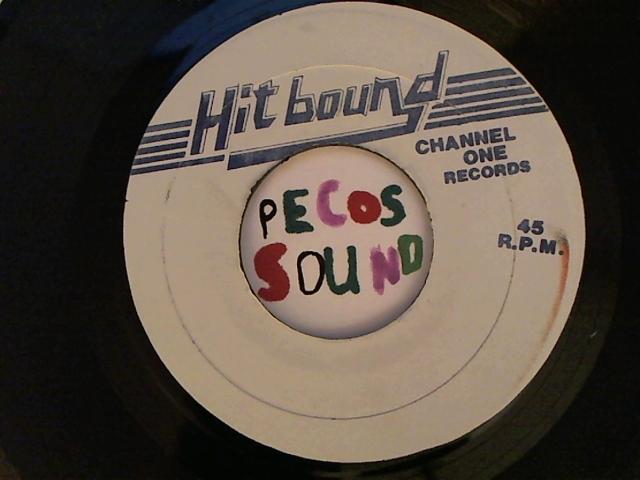 Hit bound
CHANNEL
ONE
RECORDS
45
R.P.M.
PECOS
SOUND